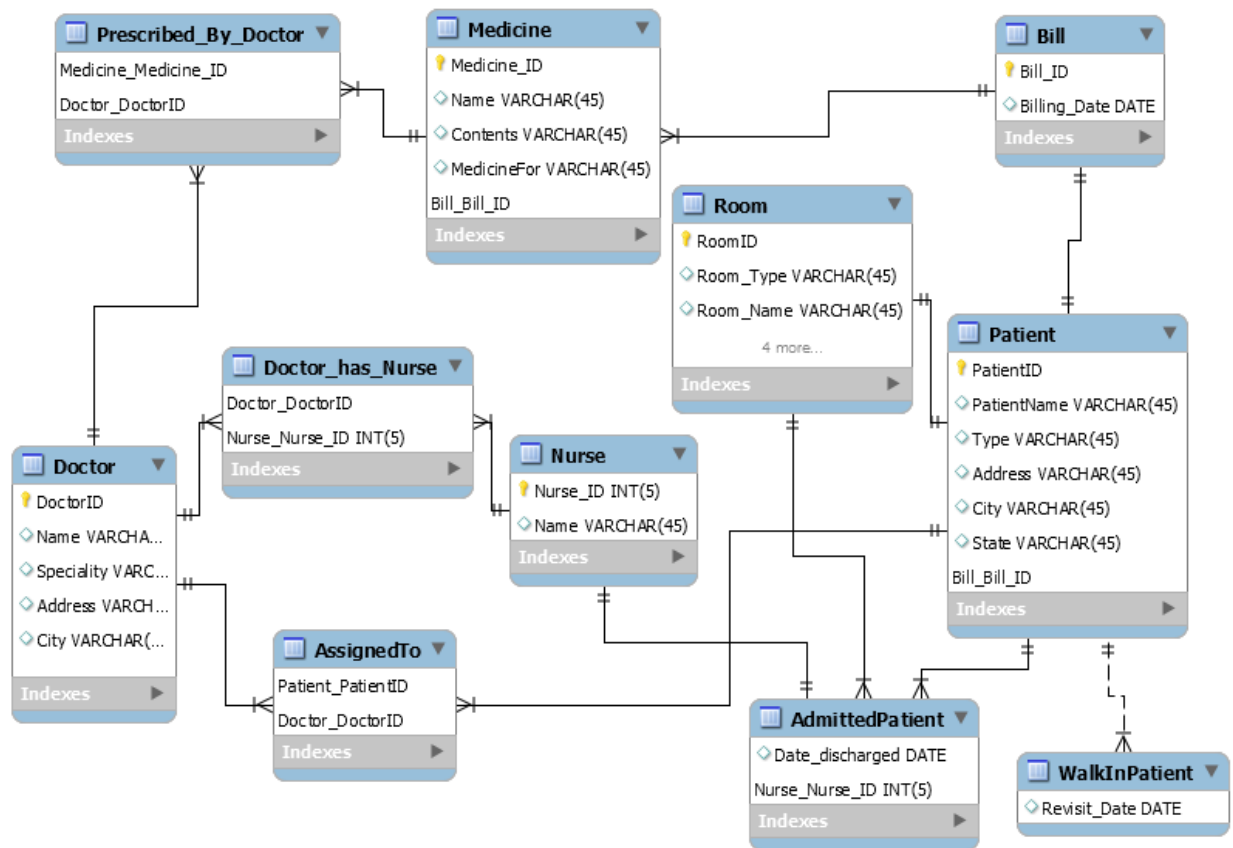 Prescribed_By_Doctor
Medicine_Medicine_ID
Doctor_DoctorID
Indexes
Medicine
Medicine_ID
Name VARCHAR(45)
Contents VARCHAR(45)
MedicineFor VARCHAR(45)
Bill_Bill_ID
Indexes
Bill
Bill_ID
Billing_Date DATE
Indexes
Room
RoomID
Room_Type VARCHAR(45)
Room_Name VARCHAR(45)
4 more...
Indexes
Patient
PatientID
PatientName VARCHAR(45)
Type VARCHAR(45)
Address VARCHAR(45)
City VARCHAR(45)
State VARCHAR(45)
Bill_Bill_ID
Indexes
Doctor_has_Nurse
Doctor_DoctorID
Nurse_Nurse_ID INT(5)
Indexes
Doctor
DoctorID
Name VARCHA...
Speciality VARC...
Address VARCH...
City VARCHAR(...
Indexes
Nurse
Nurse_ID INT(5)
Name VARCHAR(45)
Indexes
AssignedTo
Patient_PatientID
Doctor_DoctorID
Indexes
AdmittedPatient
Date_discharged DATE
Nurse_Nurse_ID INT(5)
Indexes
WalkInPatient
Revisit_Date DATE